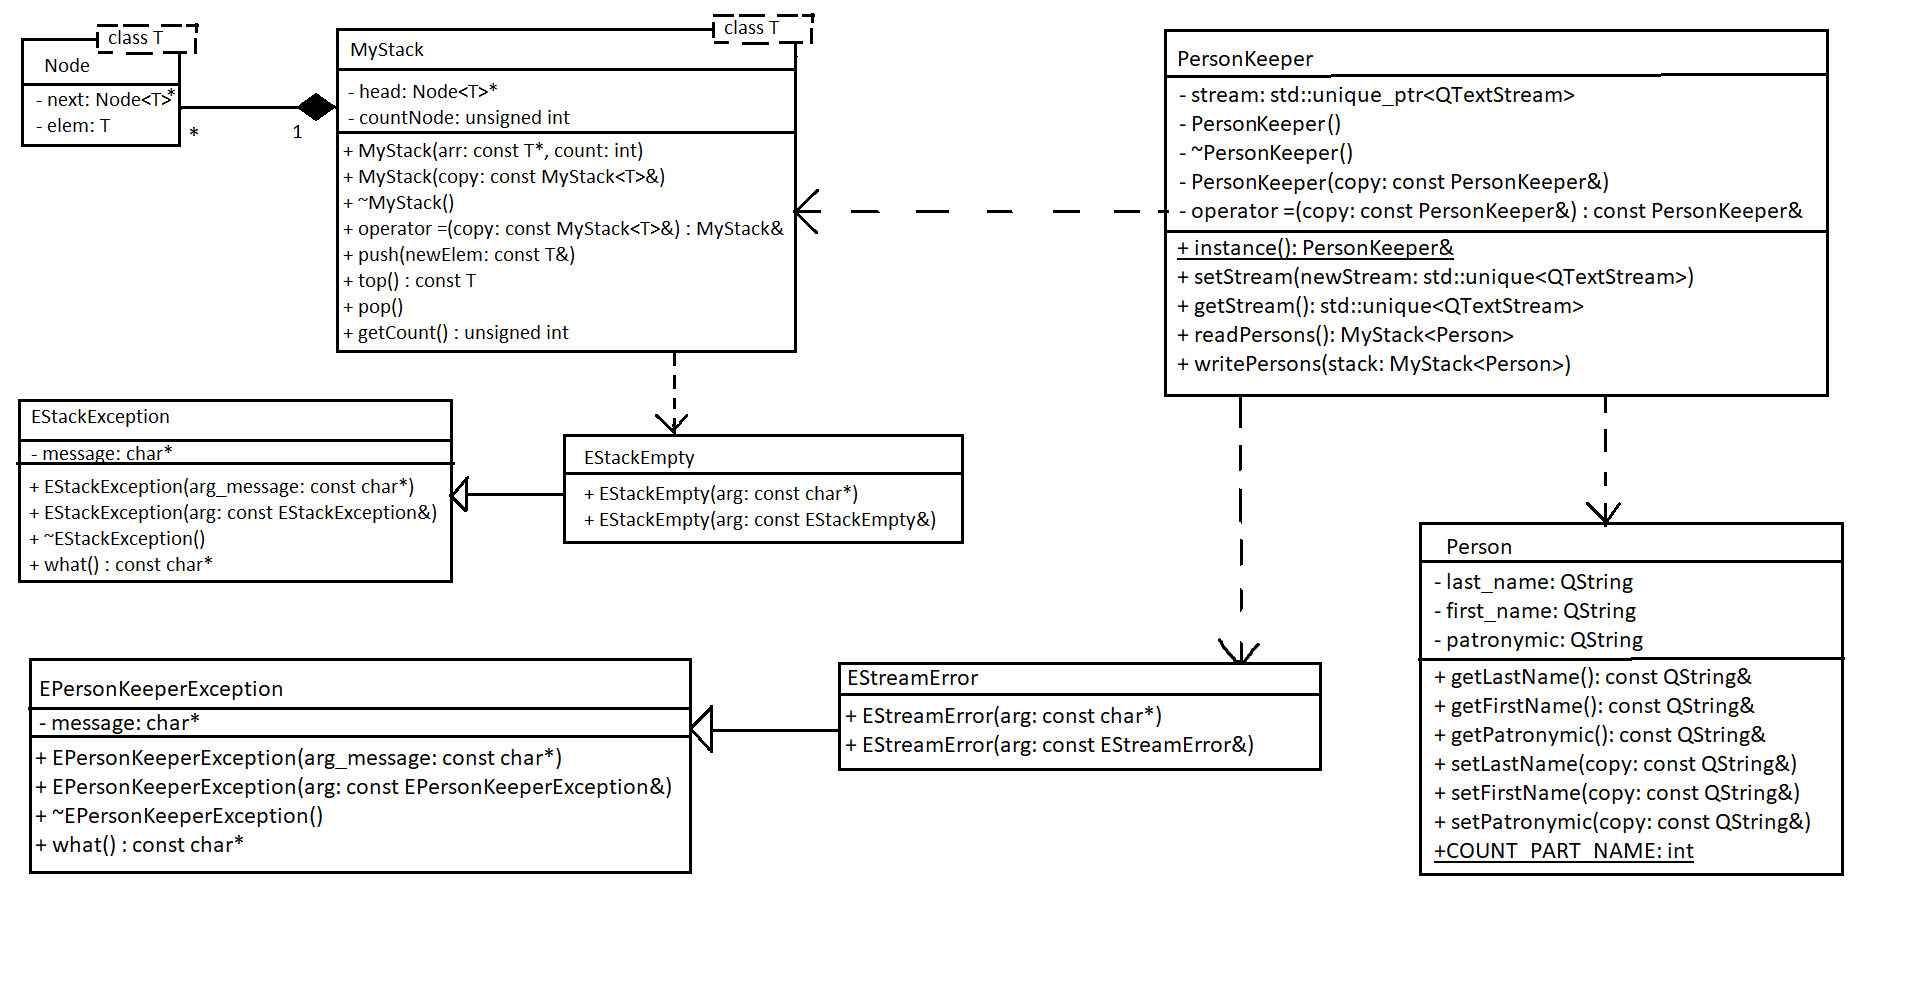 class T
Node
- next: Node<T>*
- elem: T
*
1
class T
MyStack
- head: Node<T>*
- countNode: unsigned int
+ MyStack(arr: const T*, count: int)
+ MyStack(copy: const MyStack<T>&)
+ ~MyStack()
+ operator =(copy: const MyStack<T>&) : MyStack&
+ push(newElem: const T&)
+ top() : const T
+ pop()
+ getCount() : unsigned int
PersonKeeper
- stream: std::unique_ptr<QTextStream>
- PersonKeeper()
- ~PersonKeeper()
- PersonKeeper(copy: const PersonKeeper&)
- operator =(copy: const PersonKeeper&) : const PersonKeeper&
+ instance(): PersonKeeper&
+ setStream(newStream: std::unique<QTextStream>)
+ getStream(): std::unique<QTextStream>
+ readPersons(): MyStack<Person>
+ writePersons(stack: MyStack<Person>)
EStackException
- message: char*
+ EStackException(arg_message: const char*)
+ EStackException(arg: const EStackException&)
+ ~EStackException()
+ what() : const char*
EStackEmpty
+ EStackEmpty(arg: const char*)
+ EStackEmpty(arg: const EStackEmpty&)
EPersonKeeperException
- message: char*
+ EPersonKeeperException(arg_message: const char*)
+ EPersonKeeperException(arg: const EPersonKeeperException&)
+ ~EPersonKeeperException()
+ what() : const char*
EStreamError
+ EStreamError(arg: const char*)
+ EStreamError(arg: const EStreamError&)
Person
- last_name: QString
- first_name: QString
- patronymic: QString
+ getLastName(): const QString&
+ getFirstName(): const QString&
+ getPatronymic(): const QString&
+ setLastName(copy: const QString&)
+ setFirstName(copy: const QString&)
+ setPatronymic(copy: const QString&)
+COUNT_PART_NAME: int